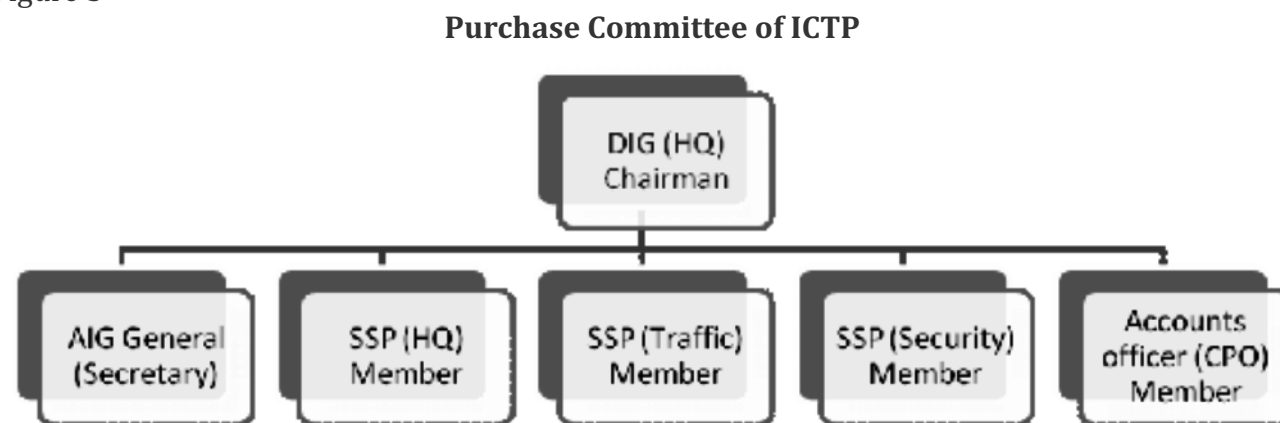 Purchase Committee of ICTP
DIG (HQ)
Chairman
AIG General
(Secretary)
SSP (HQ)
Member
SSP (Traffic)
Member
SSP (Security)
Member
Accounts
officer (CPO)
Member